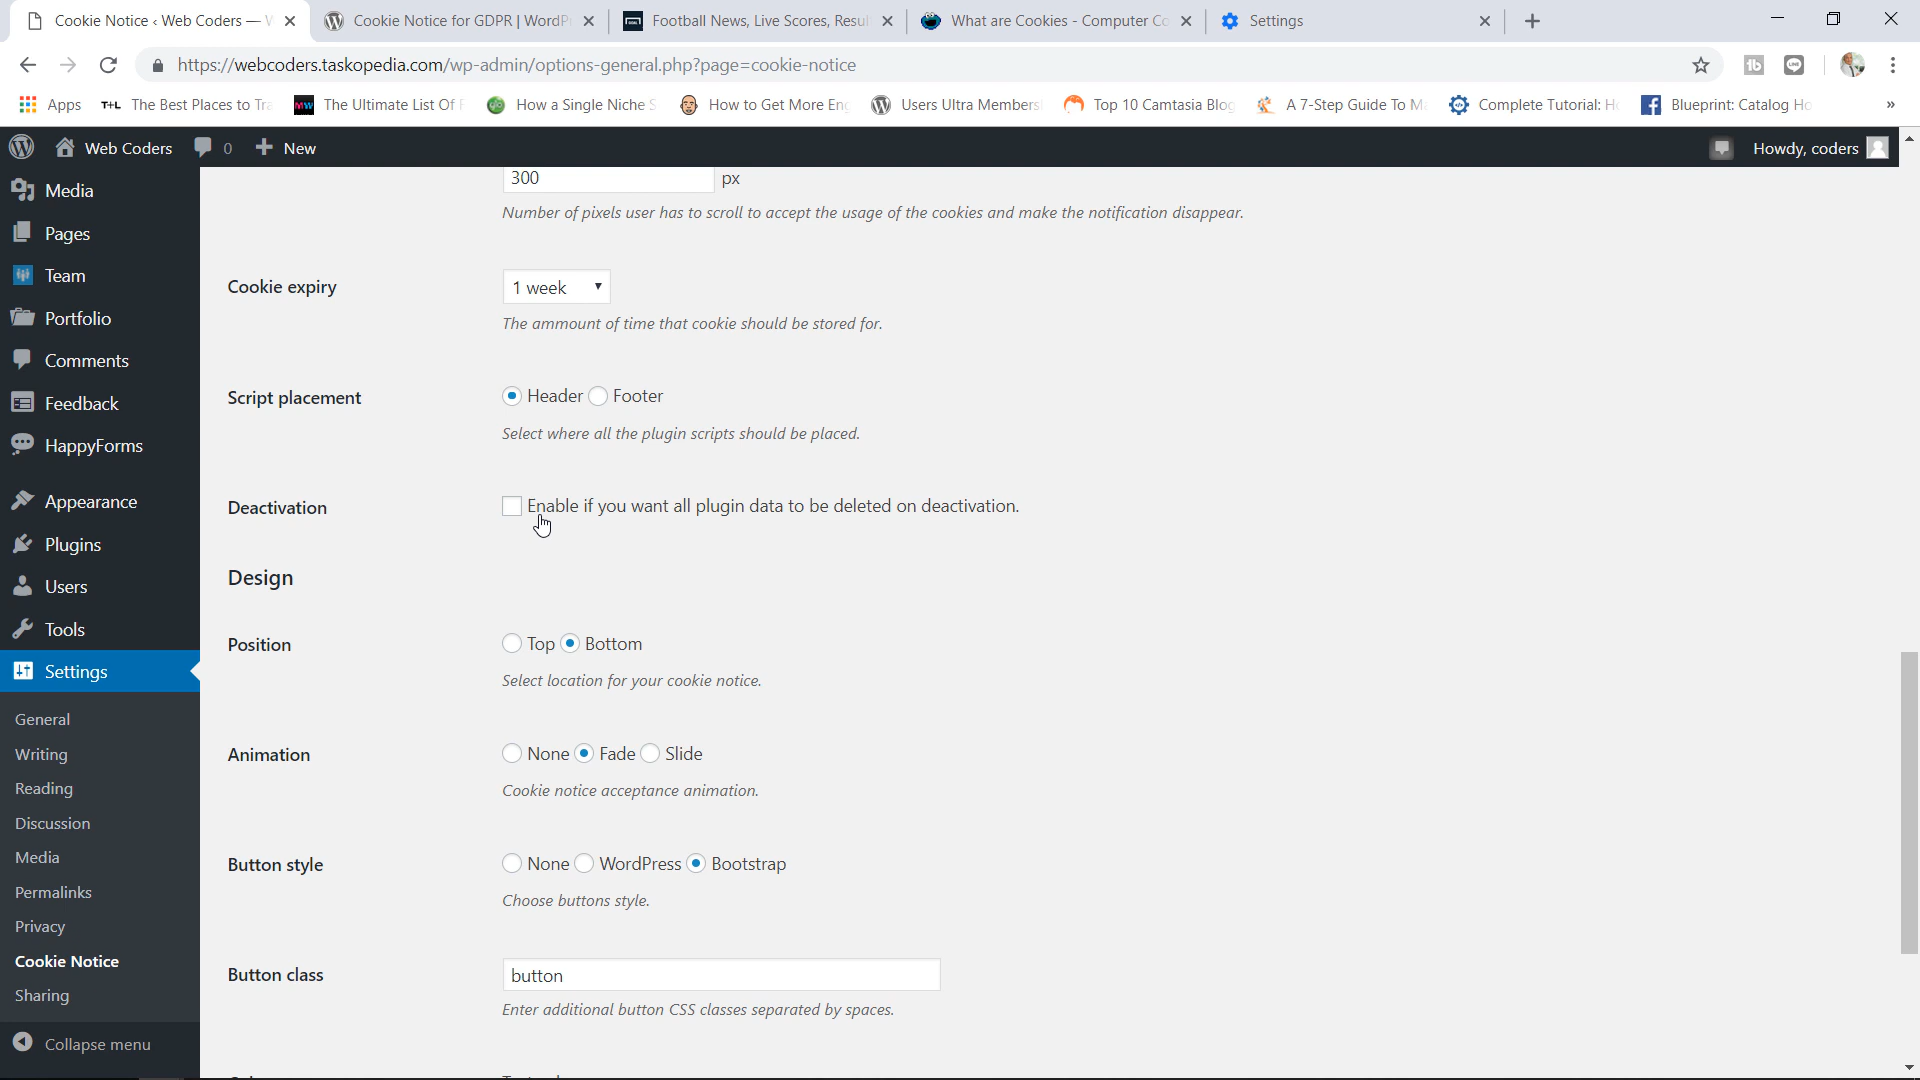 Cookie Notice ‹ Web Coders — W
Cookie Notice for GDPR | WordPr
Football News, Live Scores, Resul
What are Cookies - Computer Co
Settings
https://webcoders.taskopedia.com/wp-admin/options-general.php?page=cookie-notice
Apps
T+L The Best Places to Tra
MW The Ultimate List Of F
How a Single Niche S
How to Get More Eng
Users Ultra Members
Top 10 Camtasia Blog
A 7-Step Guide To Ma
Complete Tutorial: Ho
Blueprint: Catalog Ho
»
Web Coders
0
New
Howdy, coders
Media
Pages
Team
Portfolio
Comments
Feedback
HappyForms
Appearance
Plugins
Users
Tools
Settings
General
Writing
Reading
Discussion
Media
Permalinks
Privacy
Cookie Notice
Sharing
Collapse menu
300 px
Number of pixels user has to scroll to accept the usage of the cookies and make the notification disappear.
Cookie expiry
1 week
The ammount of time that cookie should be stored for.
Script placement
Header Footer
Select where all the plugin scripts should be placed.
Deactivation
Enable if you want all plugin data to be deleted on deactivation.
Design
Position
Top Bottom
Select location for your cookie notice.
Animation
None Fade Slide
Cookie notice acceptance animation.
Button style
None WordPress Bootstrap
Choose buttons style.
Button class
button
Enter additional button CSS classes separated by spaces.